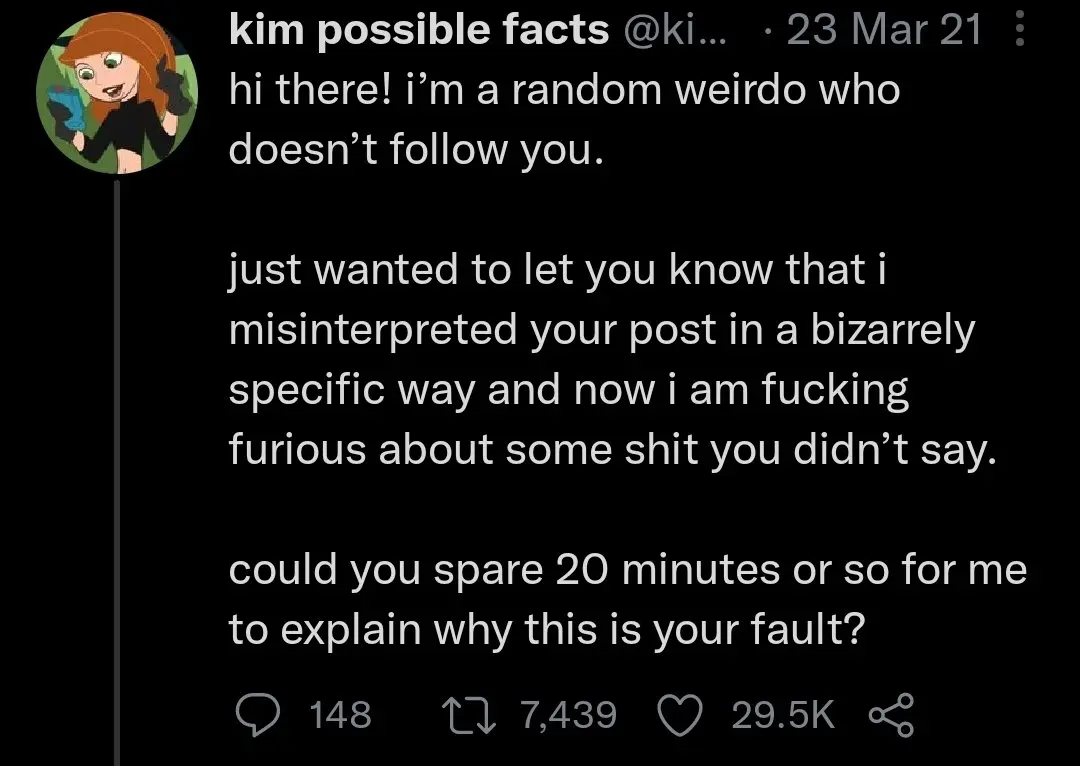 kim possible facts @ki... · 23 Mar 21
hi there! i'm a random weirdo who
doesn't follow you.
just wanted to let you know that i
misinterpreted your post in a bizarrely
specific way and now i am fucking
furious about some shit you didn't say.
could you spare 20 minutes or so for me
to explain why this is your fault?
148 7,439 29.5K